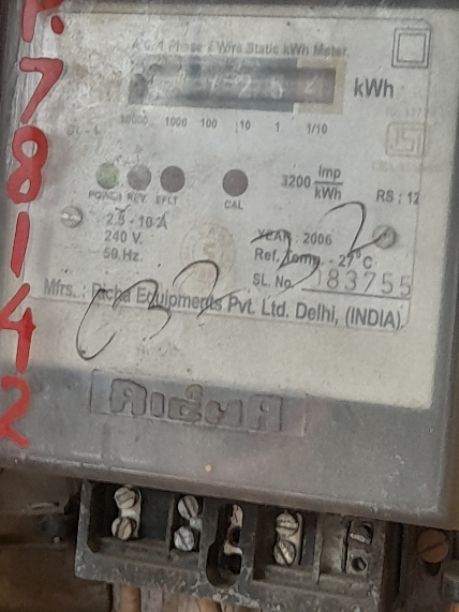 P.
78142
A.C. 1 Phase 2 Wire Static kWh Meter.
kWh
10000 1000 100 10 1 1/10
3200 Imp
kWh
POWER REV. EFLT
CAL
RS : 12
2.5 - 10 A
240 V.
50 Hz.
YEAR : 2006
Ref. Temp. - 27°C
SL. No. 183755
Mfrs. : Richa Equipments Pvt. Ltd. Delhi, (INDIA).
RICHA